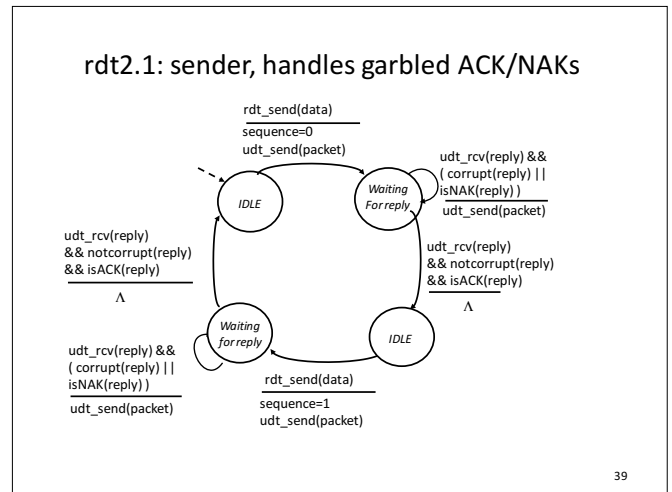 rdt2.1: sender, handles garbled ACK/NAKs
rdt_send(data)
sequence=0
udt_send(packet)
IDLE
Waiting
For reply
udt_rcv(reply) &&
( corrupt(reply) ||
isNAK(reply) )
udt_send(packet)
udt_rcv(reply)
&& notcorrupt(reply)
&& isACK(reply)
Λ
udt_rcv(reply)
&& notcorrupt(reply)
&& isACK(reply)
Λ
Waiting
for reply
IDLE
udt_rcv(reply) &&
( corrupt(reply) ||
isNAK(reply) )
udt_send(packet)
rdt_send(data)
sequence=1
udt_send(packet)
39